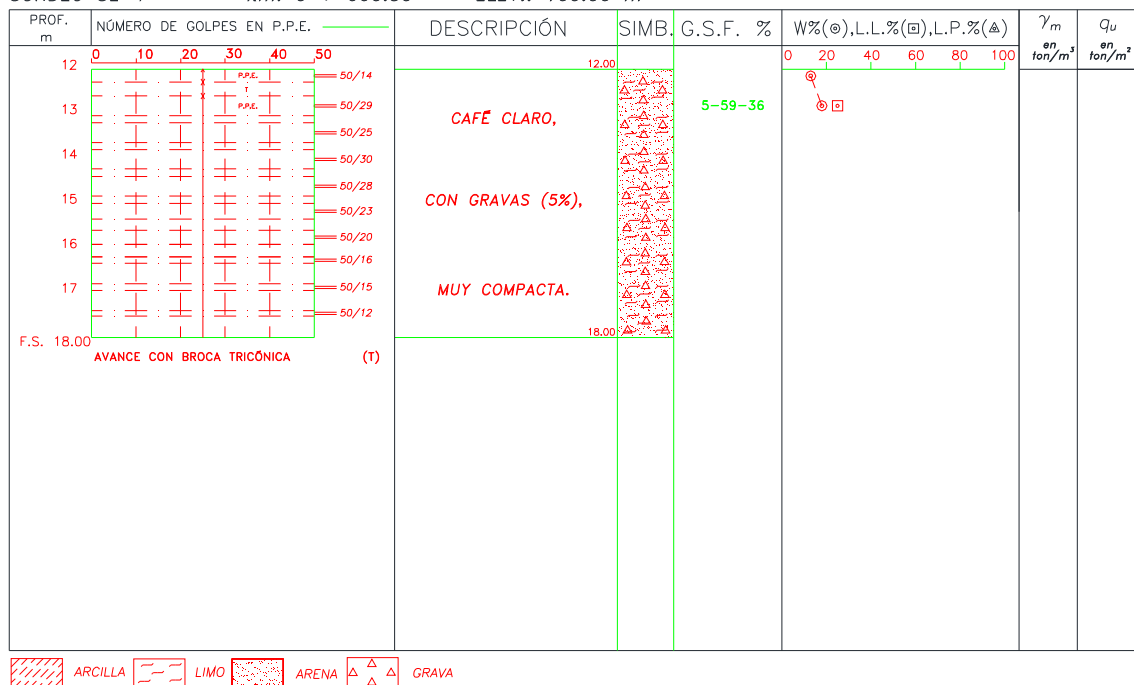 PROF.
m
NÚMERO DE GOLPES EN P.P.E.
DESCRIPCIÓN
SIMB.
G.S.F. %
W%(◎),L.L.%(⊡),L.P.%(◬)
γm
en
ton/m³
qu
en
ton/m²
0 10 20 30 40 50
0 20 40 60 80 100
12
13
14
15
16
17
F.S. 18.00
P.P.E.
T
P.P.E.
50/14
50/29
50/25
50/30
50/28
50/23
50/20
50/16
50/15
50/12
12.00
CAFÉ CLARO,
CON GRAVAS (5%),
MUY COMPACTA.
18.00
5-59-36
AVANCE CON BROCA TRICÓNICA (T)
ARCILLA LIMO ARENA GRAVA